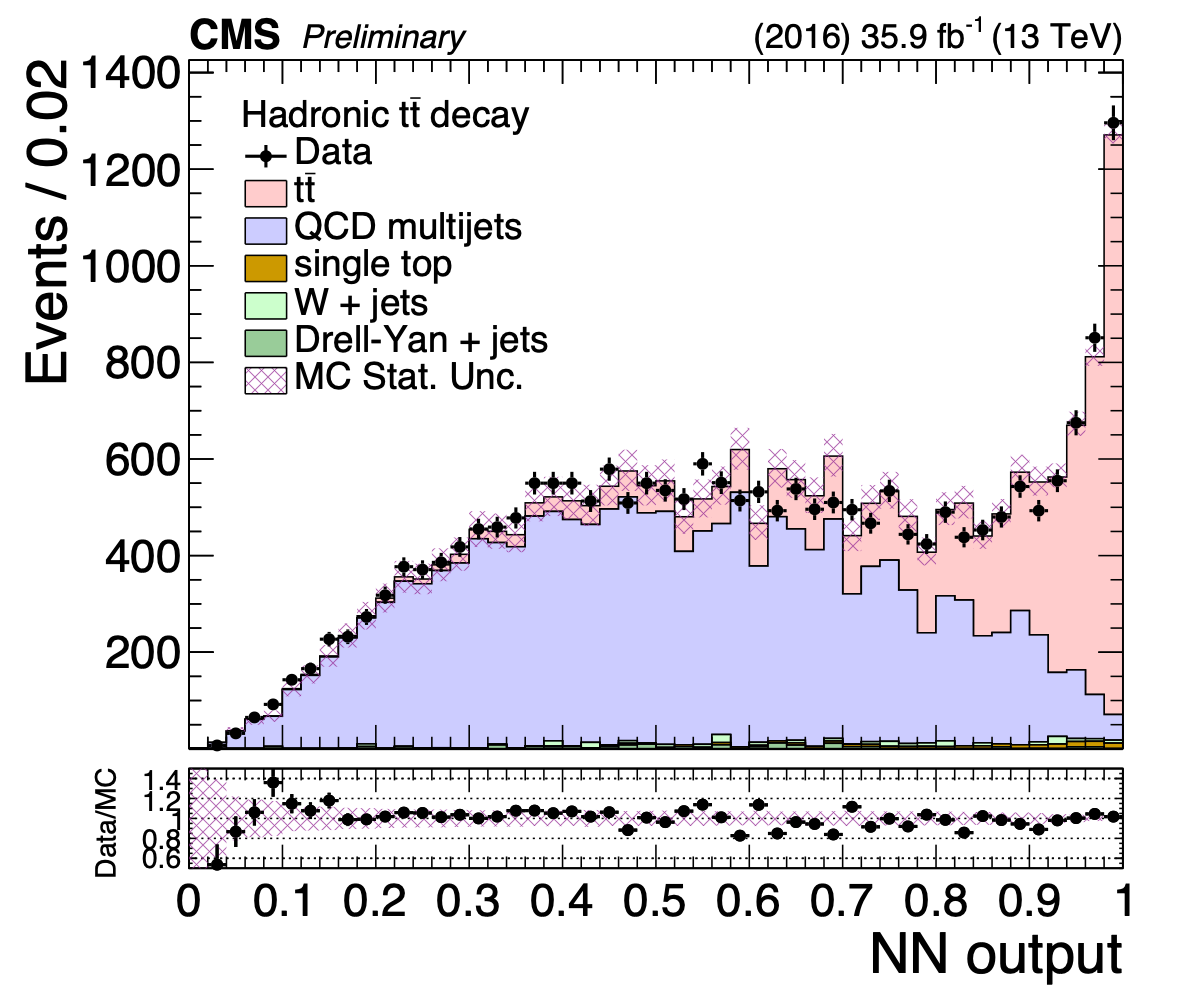 CMS Preliminary (2016) 35.9 fb⁻¹ (13 TeV)
Events / 0.02
1400
1200
1000
800
600
400
200
Hadronic tt̄ decay
Data
tt̄
QCD multijets
single top
W + jets
Drell-Yan + jets
MC Stat. Unc.
Data/MC
1.4
1.2
1
0.8
0.6
0 0.1 0.2 0.3 0.4 0.5 0.6 0.7 0.8 0.9 1
NN output